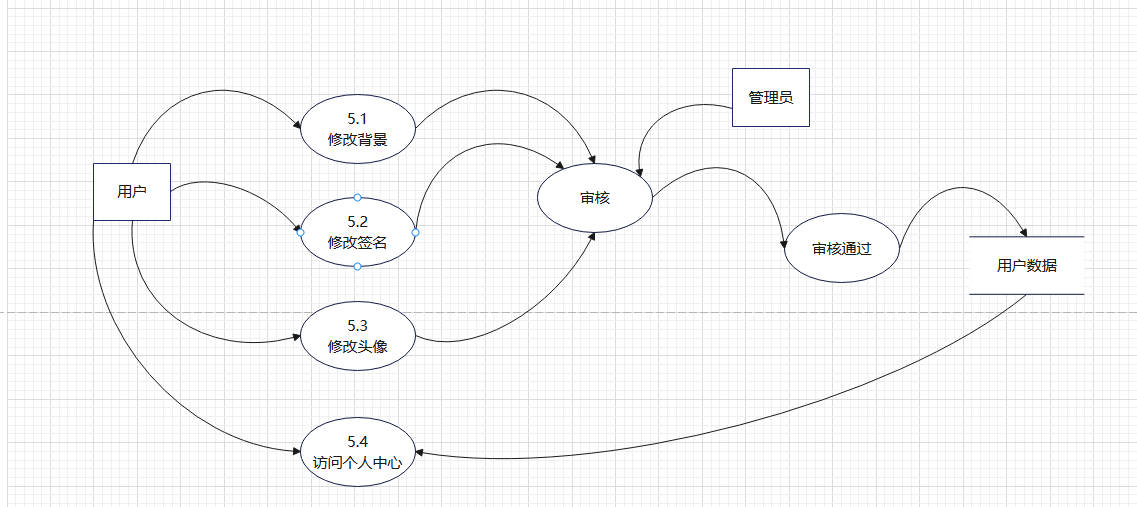 管理员
5.1
修改背景
用户
审核
5.2
修改签名
审核通过
用户数据
5.3
修改头像
5.4
访问个人中心